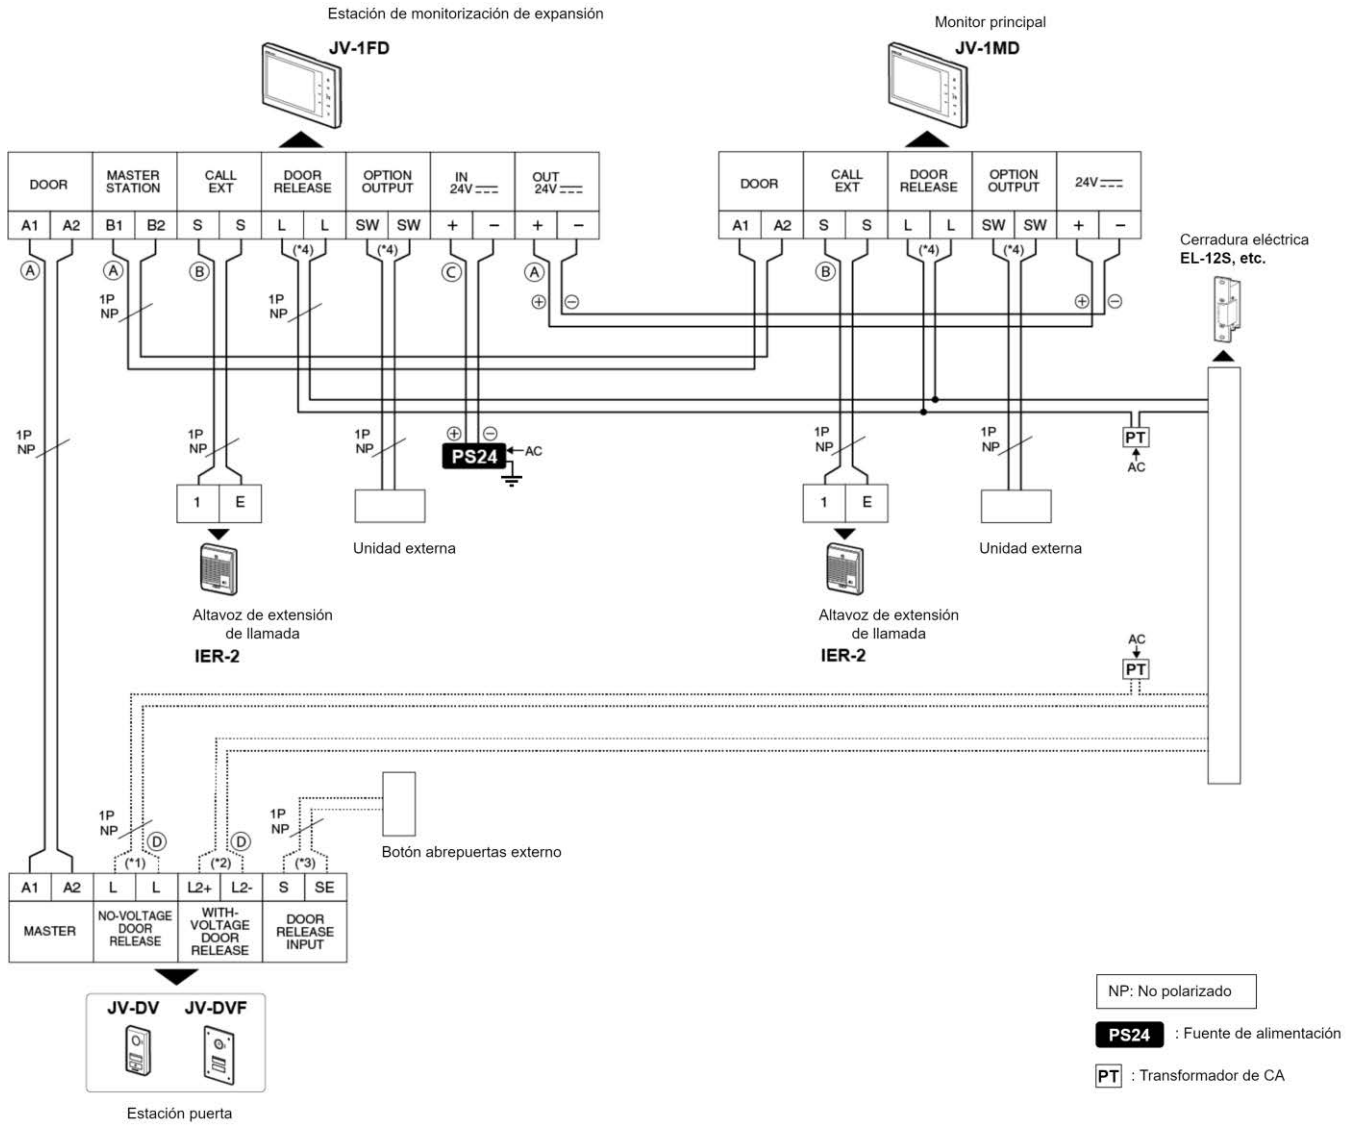 Estación de monitorización de expansión
JV-1FD
Monitor principal
JV-1MD
DOOR
MASTER STATION
CALL EXT
DOOR RELEASE
OPTION OUTPUT
IN 24V
OUT 24V
A1 A2 B1 B2 S S L L SW SW + − + −
DOOR
CALL EXT
DOOR RELEASE
OPTION OUTPUT
24V
A1 A2 S S L L SW SW + −
A A B (*4) (*4) C A
B (*4) (*4)
Cerradura eléctrica
EL-12S, etc.
1P
NP
1P
NP
⊕ ⊖
⊕ ⊖
1P
NP
1P
NP
1P
NP
⊕ ⊖
PS24
AC
1P
NP
1P
NP
PT
AC
1 E
1 E
Unidad externa
Unidad externa
Altavoz de extensión
de llamada
IER-2
Altavoz de extensión
de llamada
IER-2
AC
PT
1P
NP
D
D
1P
NP
Botón abrepuertas externo
(*1) (*2) (*3)
A1 A2 L L L2+ L2- S SE
MASTER
NO-VOLTAGE
DOOR
RELEASE
WITH-
VOLTAGE
DOOR
RELEASE
DOOR
RELEASE
INPUT
JV-DV JV-DVF
Estación puerta
NP: No polarizado
PS24 : Fuente de alimentación
PT : Transformador de CA